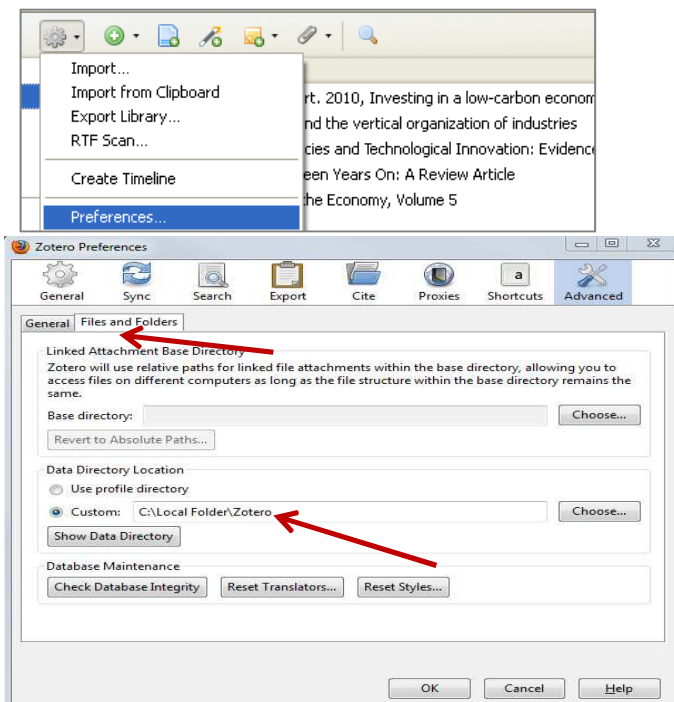 Import...
Import from Clipboard
Export Library...
RTF Scan...
Create Timeline
Preferences...
rt. 2010, Investing in a low-carbon econom
nd the vertical organization of industries
cies and Technological Innovation: Evidence
een Years On: A Review Article
he Economy, Volume 5
Zotero Preferences
General Sync Search Export Cite Proxies Shortcuts Advanced
General Files and Folders
Linked Attachment Base Directory
Zotero will use relative paths for linked file attachments within the base directory, allowing you to
access files on different computers as long as the file structure within the base directory remains the
same.
Base directory: Choose...
Revert to Absolute Paths...
Data Directory Location
Use profile directory
Custom: C:\Local Folder\Zotero Choose...
Show Data Directory
Database Maintenance
Check Database Integrity Reset Translators... Reset Styles...
OK Cancel Help